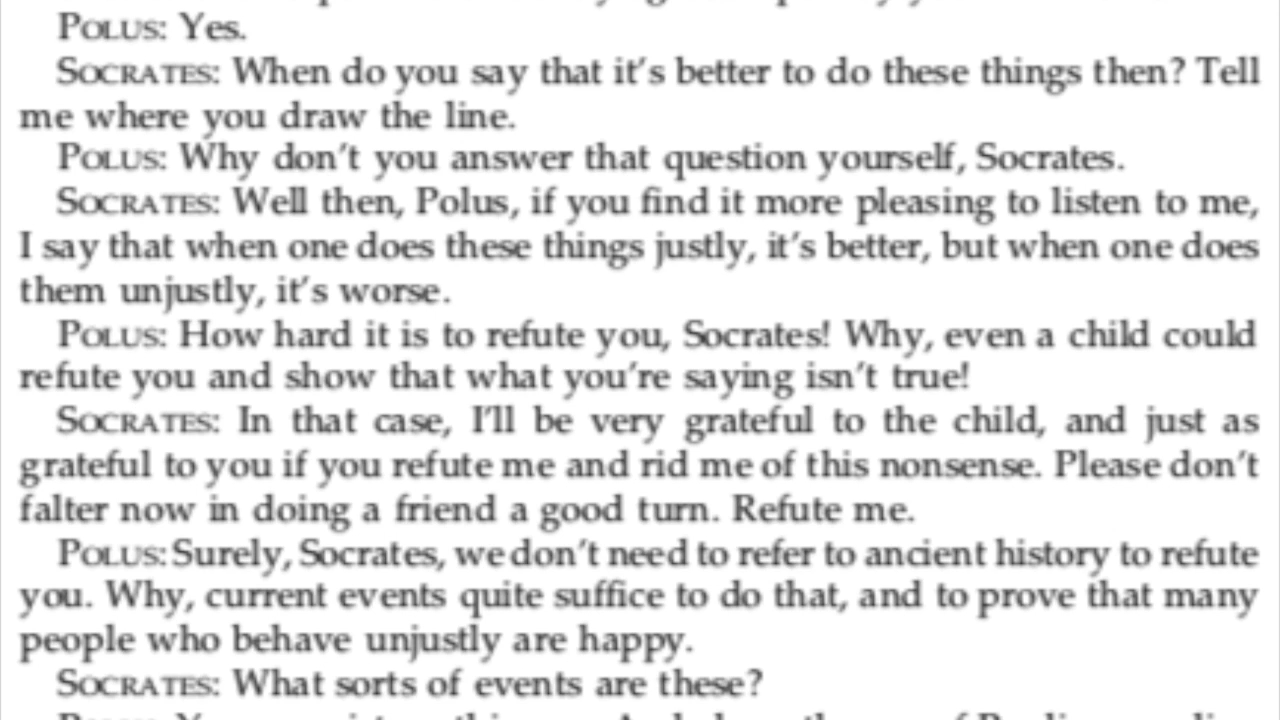 POLUS: Yes.
SOCRATES: When do you say that it's better to do these things then? Tell
me where you draw the line.
POLUS: Why don't you answer that question yourself, Socrates.
SOCRATES: Well then, Polus, if you find it more pleasing to listen to me,
I say that when one does these things justly, it's better, but when one does
them unjustly, it's worse.
POLUS: How hard it is to refute you, Socrates! Why, even a child could
refute you and show that what you're saying isn't true!
SOCRATES: In that case, I'll be very grateful to the child, and just as
grateful to you if you refute me and rid me of this nonsense. Please don't
falter now in doing a friend a good turn. Refute me.
POLUS: Surely, Socrates, we don't need to refer to ancient history to refute
you. Why, current events quite suffice to do that, and to prove that many
people who behave unjustly are happy.
SOCRATES: What sorts of events are these?